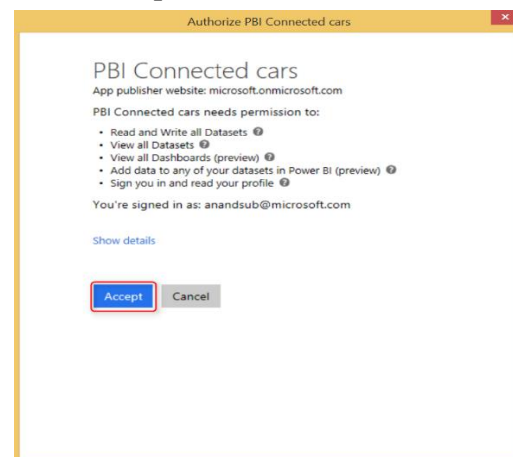 Authorize PBI Connected cars
PBI Connected cars
App publisher website: microsoft.onmicrosoft.com
PBI Connected cars needs permission to:
• Read and Write all Datasets ?
• View all Datasets ?
• View all Dashboards (preview) ?
• Add data to any of your datasets in Power BI (preview) ?
• Sign you in and read your profile ?
You're signed in as: anandsub@microsoft.com
Show details
Accept Cancel